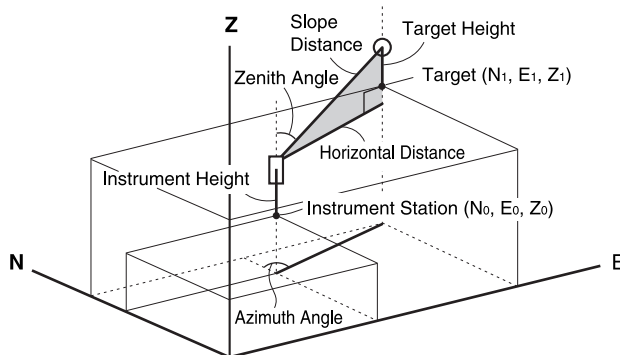 Z
Slope
Distance
Target Height
Zenith Angle
Target (N1, E1, Z1)
Horizontal Distance
Instrument Height
Instrument Station (N0, E0, Z0)
N
E
Azimuth Angle